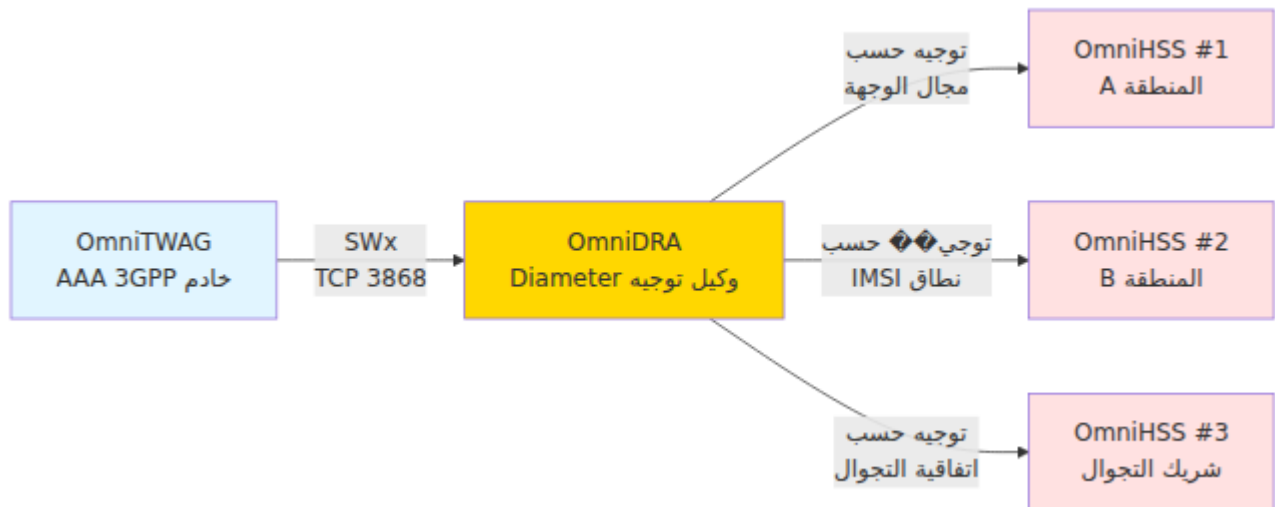 OmniTWAG
خادم AAA 3GPP
SWx
TCP 3868
OmniDRA
وكيل توجيه Diameter
توجيه حسب
مجال الوجهة
OmniHSS #1
المنطقة A
توجي�� حسب
نطاق IMSI
OmniHSS #2
المنطقة B
توجيه حسب
اتفاقية التجوال
OmniHSS #3
شريك التجوال